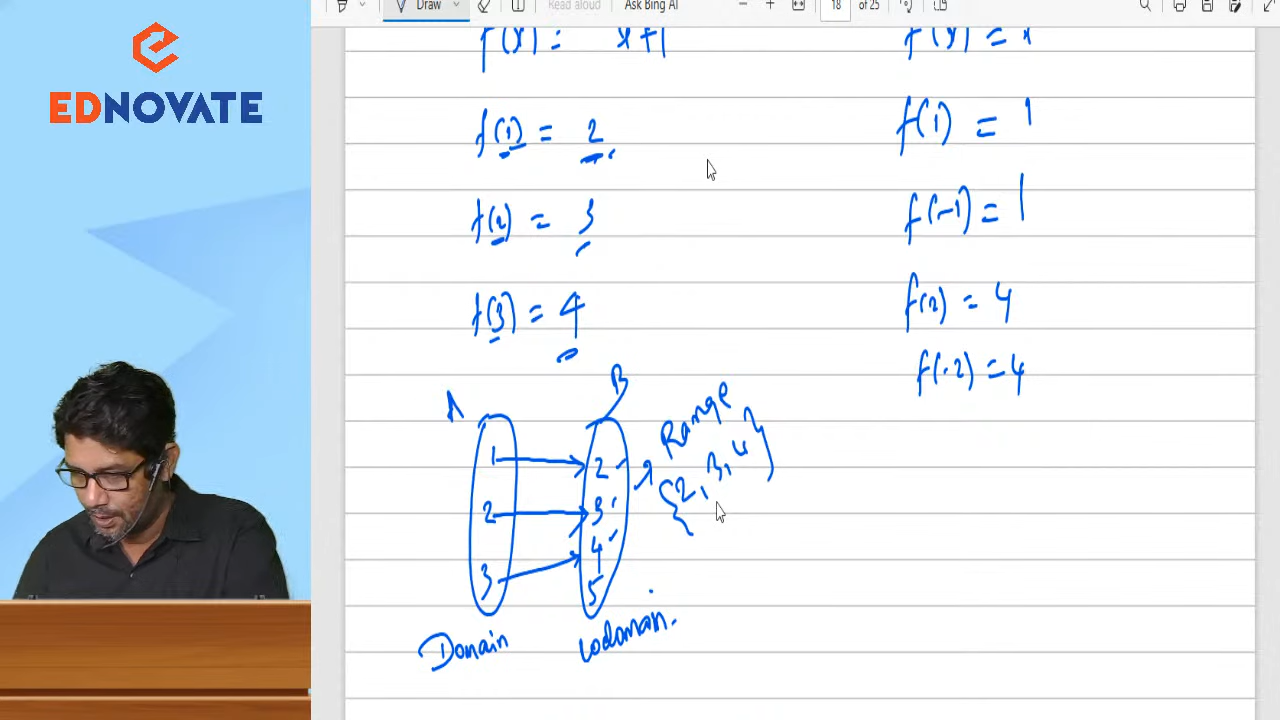 Draw
Read aloud
Ask Bing AI
18 of 25
EDNOVATE
f(x) = x+1
f(x) = x
f(1) = 2
f(1) = 1
f(2) = 3
f(-1) = 1
f(3) = 4
f(2) = 4
f(-2) = 4
A
B
Range
{2, 3, 4}
1
2
3
2
3
4
5
Domain
Codomain.